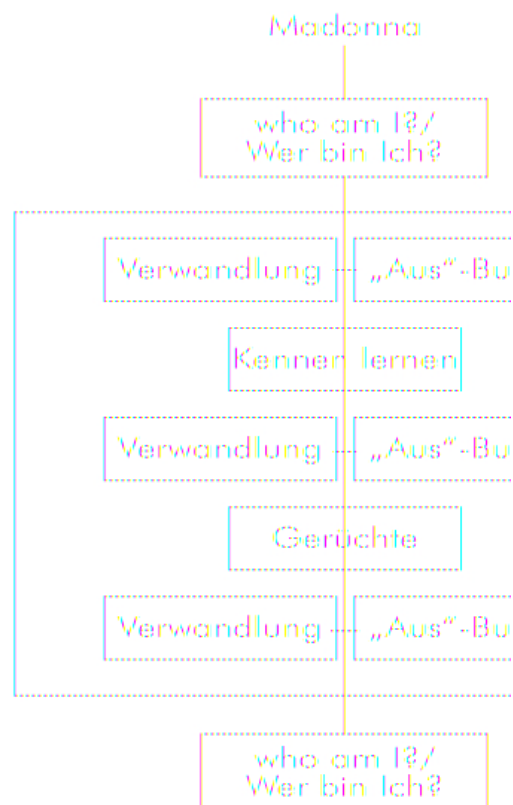 Madonna
who am I?/
Wer bin Ich?
Verwandlung „Aus“-Bu
Kennen lernen
Verwandlung „Aus“-Bu
Gerüchte
Verwandlung „Aus“-Bu
who am I?/
Wer bin Ich?